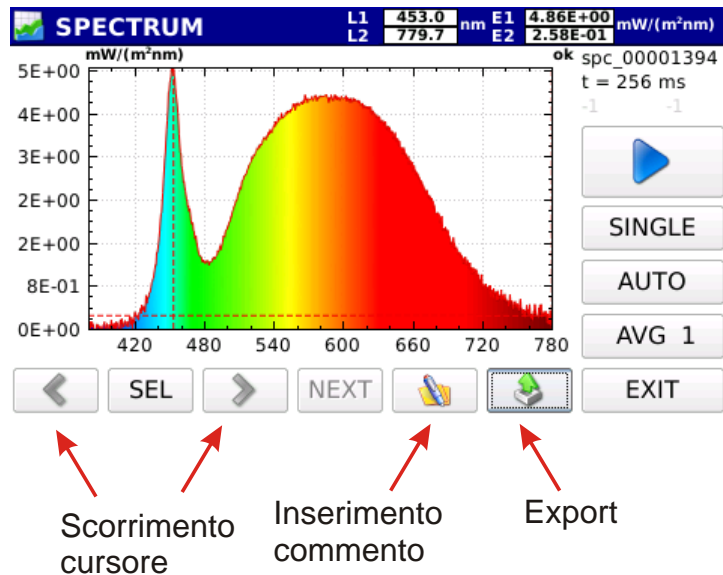 SPECTRUM
L1 453.0 nm E1 4.86E+00 mW/(m²nm)
L2 779.7 E2 2.58E-01
mW/(m²nm) ok spc_00001394
t = 256 ms
-1 -1
5E+00
4E+00
3E+00
2E+00
2E+00
8E-01
0E+00
420 480 540 600 660 720 780
SINGLE
AUTO
AVG 1
SEL NEXT EXIT
Scorrimento
cursore
Inserimento
commento
Export